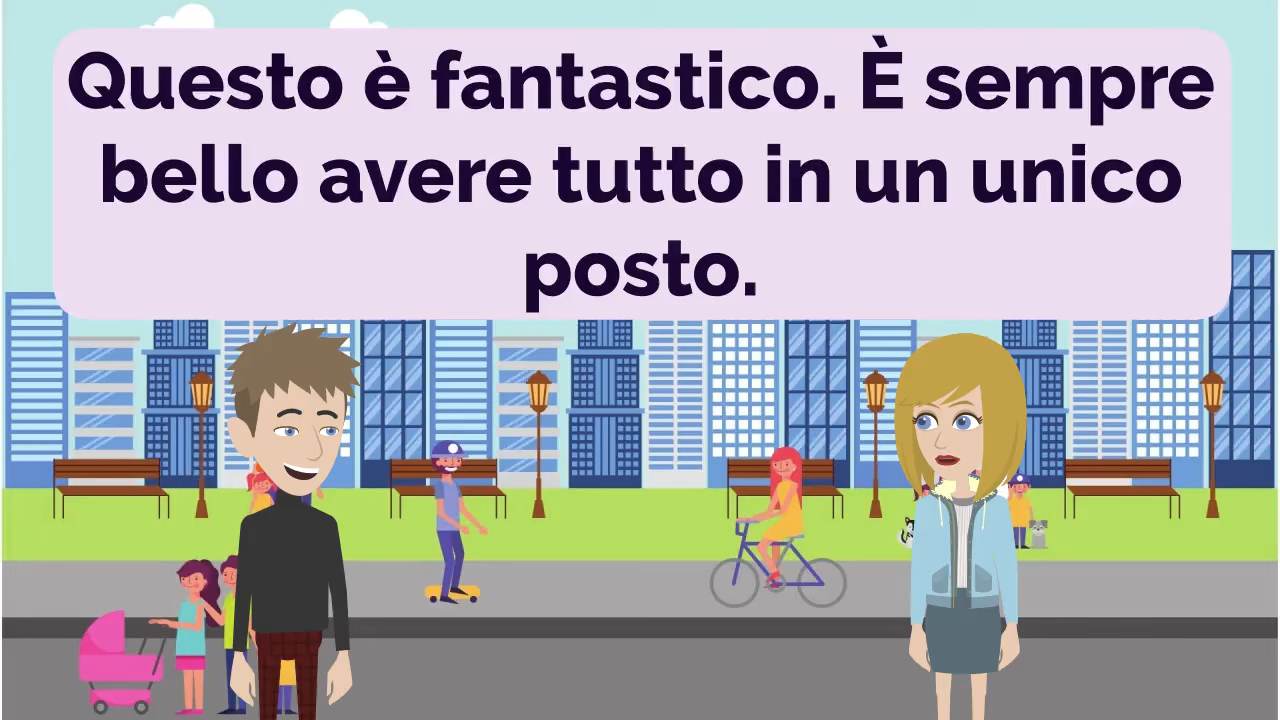 Questo è fantastico. È sempre
bello avere tutto in un unico
posto.